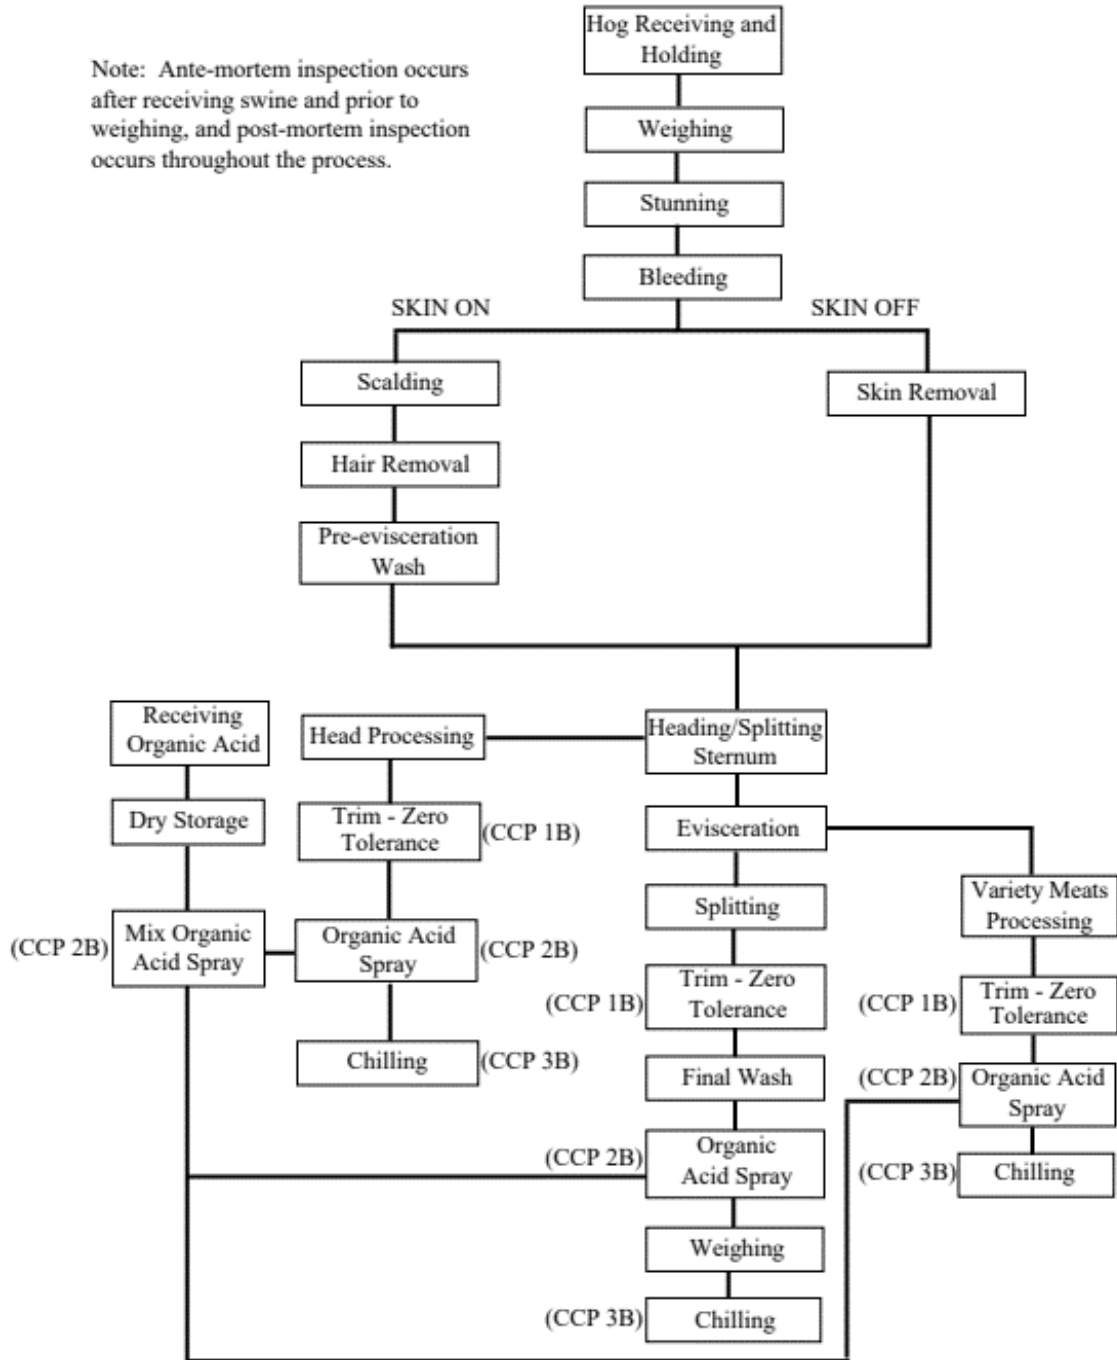 Hog Receiving and
Holding
Note:  Ante-mortem inspection occurs
after receiving swine and prior to
weighing, and post-mortem inspection
occurs throughout the process.
Weighing
Stunning
Bleeding
SKIN ON
SKIN OFF
Scalding
Skin Removal
Hair Removal
Pre-evisceration
Wash
Receiving
Organic Acid
Head Processing
Heading/Splitting
Sternum
Dry Storage
Trim - Zero
Tolerance
(CCP 1B)
Evisceration
Variety Meats
Processing
Splitting
(CCP 2B)
Mix Organic
Acid Spray
Organic Acid
Spray
(CCP 2B)
(CCP 1B)
Trim - Zero
Tolerance
(CCP 1B)
Trim - Zero
Tolerance
Chilling
(CCP 3B)
Final Wash
(CCP 2B)
Organic Acid
Spray
(CCP 2B)
Organic
Acid Spray
(CCP 3B)
Chilling
Weighing
(CCP 3B)
Chilling